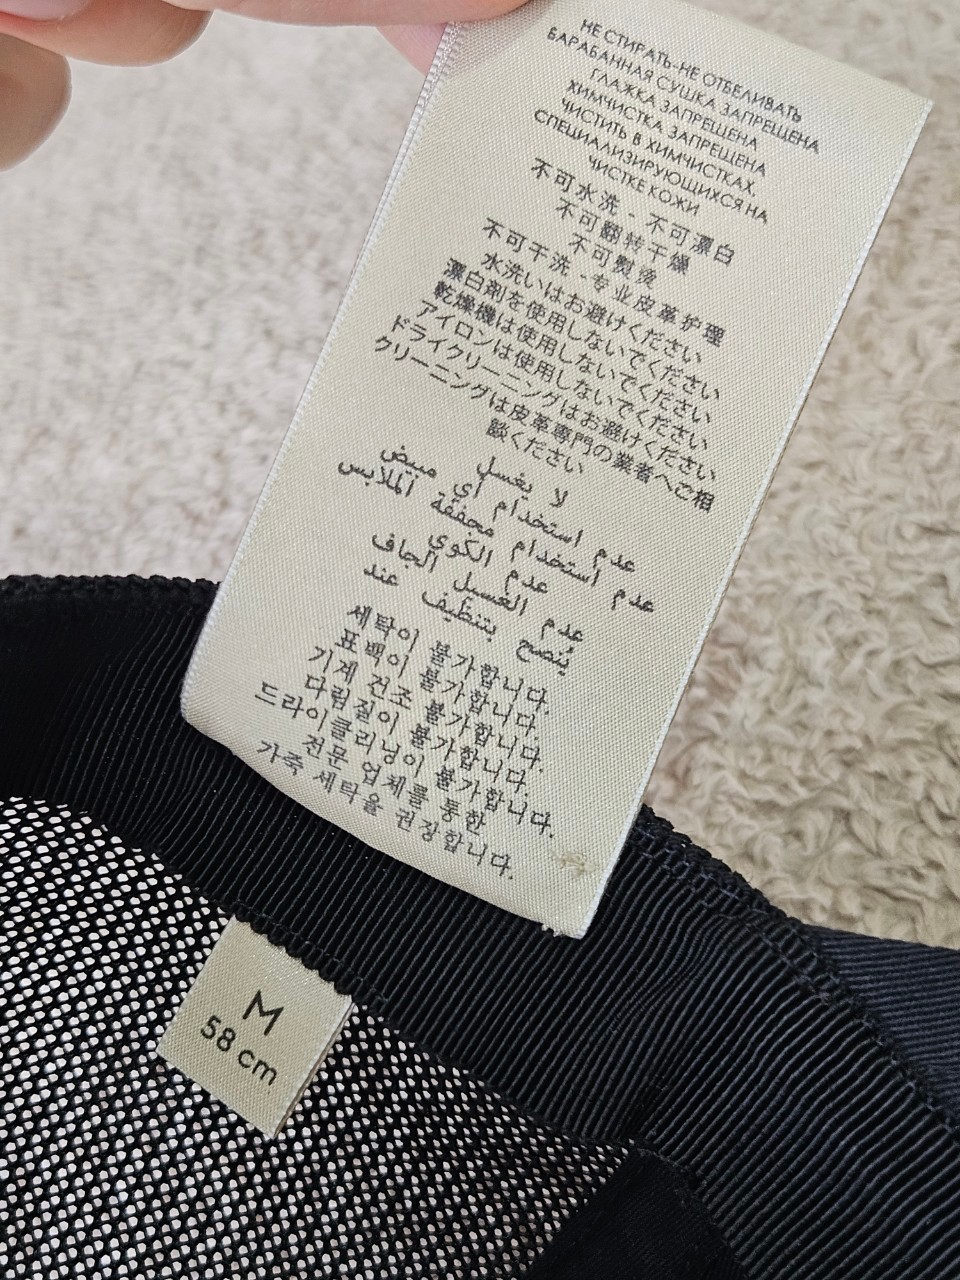 НЕ СТИРАТЬ-НЕ ОТБЕЛИВАТЬ
БАРАБАННАЯ СУШКА ЗАПРЕЩЕНА
ГЛАЖКА ЗАПРЕЩЕНА
ХИМЧИСТКА ЗАПРЕЩЕНА
ЧИСТИТЬ В ХИМЧИСТКАХ,
СПЕЦИАЛИЗИРУЮЩИХСЯ НА
ЧИСТКЕ КОЖИ
不可水洗 - 不可漂白
不可翻转干燥
不可熨烫
不可干洗 - 专业皮革护理
水洗いはお避けください
漂白剤を使用しないでください
乾燥機は使用しないでください
アイロンは使用しないでください
ドライクリーニングはお避けください
クリーニングは皮革専門の業者へご相
談ください
لا يغسل
عدم استخدام أي مبيض
عدم استخدام مجففة الملابس
عدم الكوي
عدم الغسيل الجاف
يُنصح بتنظيف عند
세탁이 불가합니다.
표백이 불가합니다.
기계 건조 불가합니다.
다림질이 불가합니다.
드라이클리닝이 불가합니다.
전문 업체를 통한
가죽 세탁을 권장합니다.
M
58 cm